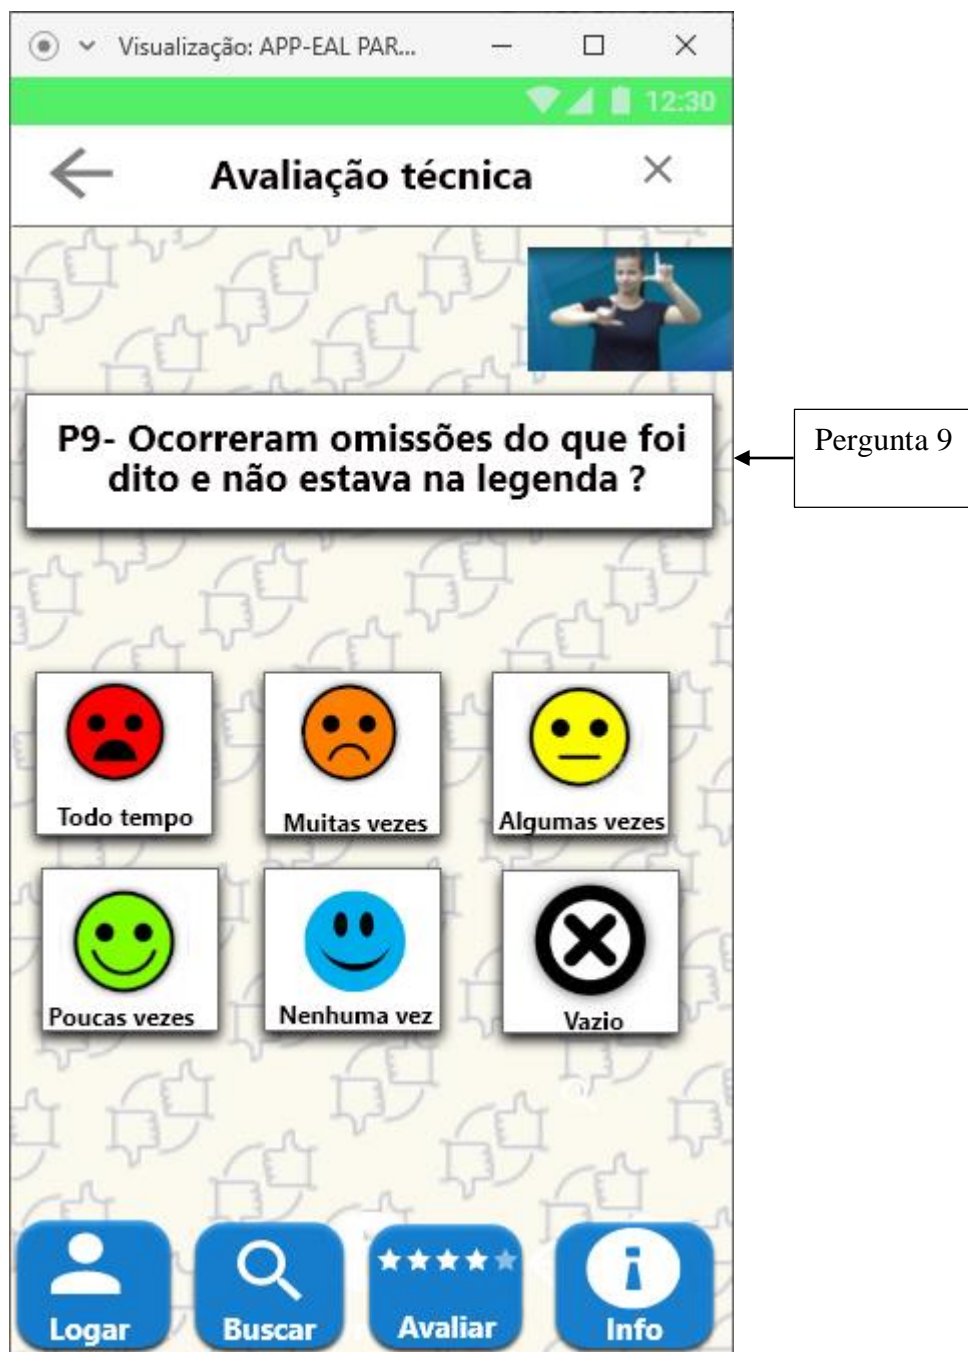 Visualização: APP-EAL PAR...
12:30
Avaliação técnica
P9- Ocorreram omissões do que foi
dito e não estava na legenda ?
Pergunta 9
Todo tempo
Muitas vezes
Algumas vezes
Poucas vezes
Nenhuma vez
Vazio
Logar
Buscar
Avaliar
Info